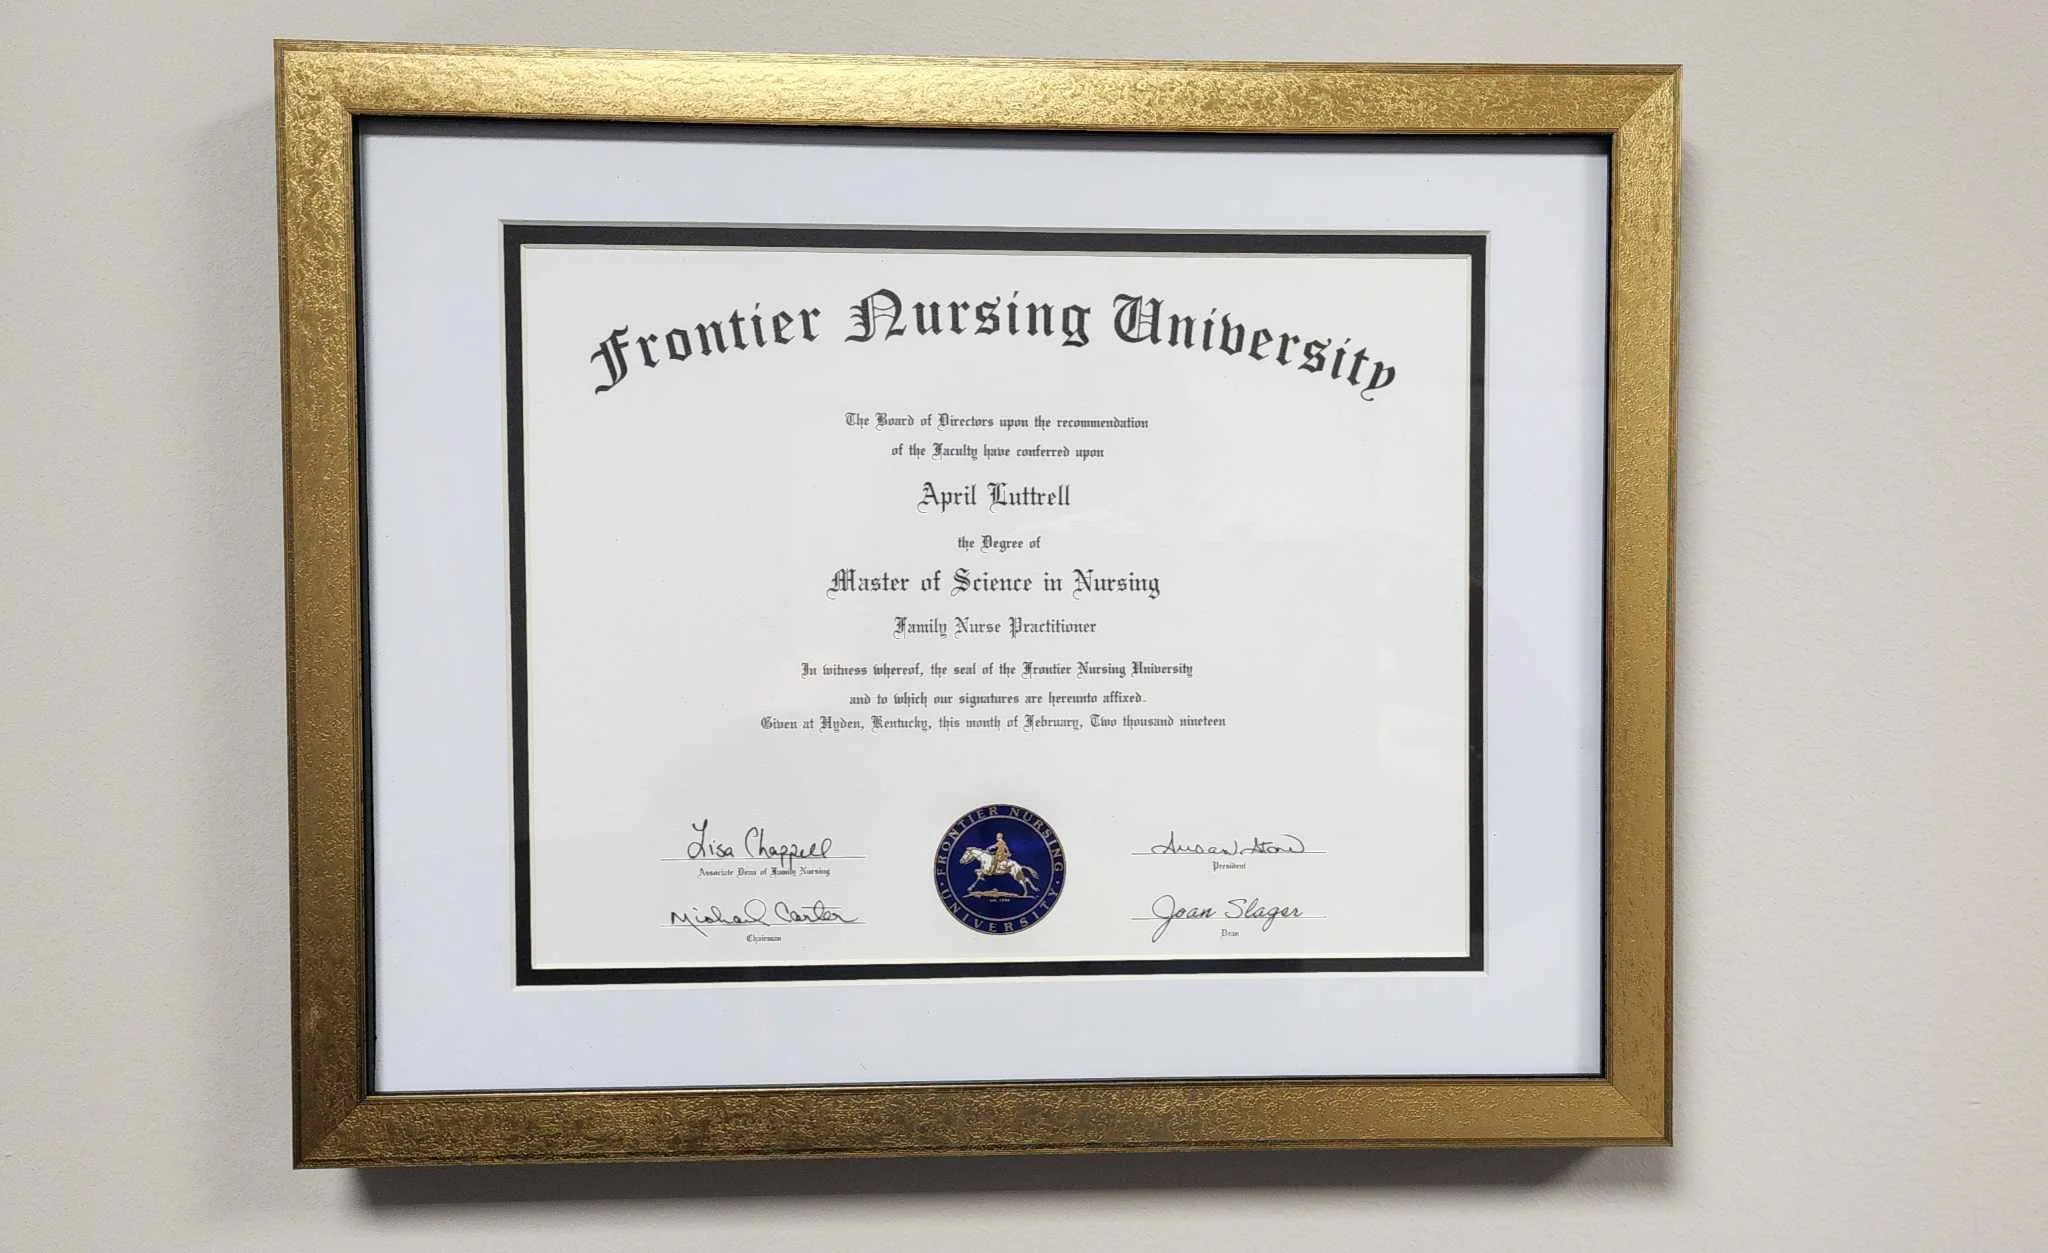 Frontier Nursing University
The Board of Directors upon the recommendation
of the Faculty have conferred upon
April Luttrell
the Degree of
Master of Science in Nursing
Family Nurse Practitioner
In witness whereof, the seal of the Frontier Nursing University
and to which our signatures are hereunto affixed.
Given at Hyden, Kentucky, this month of February, Two thousand nineteen
Lisa Chappell
Associate Dean of Family Nursing
Michael Carter
Chairman
FRONTIER NURSING
UNIVERSITY
Susan Stone
President
Joan Slager
Dean